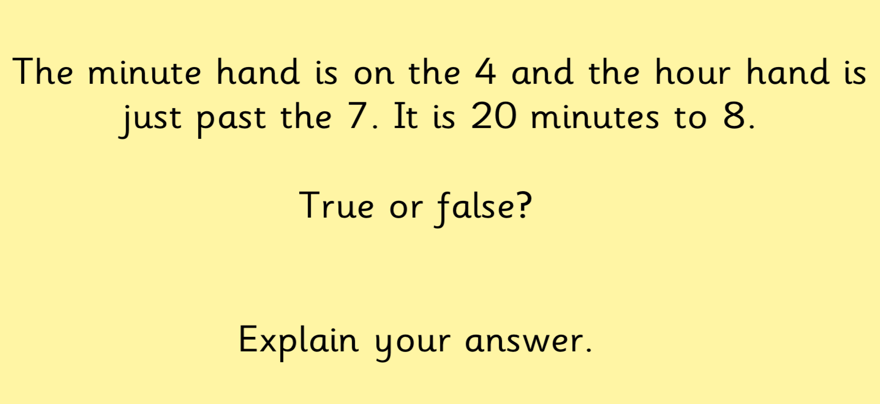 The minute hand is on the 4 and the hour hand is
just past the 7. It is 20 minutes to 8.
True or false?
Explain your answer.